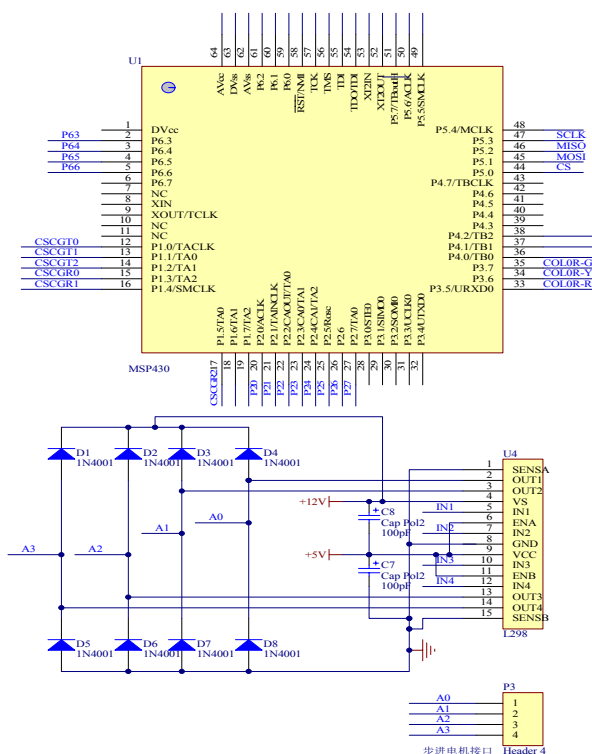 64 63 62 61 60 59 58 57 56 55 54 53 52 51 50 49
U1
AVcc DVss AVss P6.2 P6.1 P6.0 RST/NMI TCK TMS TDI TDO/TDI XT2IN XT2OUT P5.7/TBoutH P5.6/ACLK P5.5/SMCLK
1 DVcc
P63 2 P6.3
P64 3 P6.4
P65 4 P6.5
P66 5 P6.6
6 P6.7
7 NC
8 XIN
9 XOUT/TCLK
10 NC
11 NC
CSCGT0 12 P1.0/TACLK
CSCGT1 13 P1.1/TA0
CSCGT2 14 P1.2/TA1
CSCGR0 15 P1.3/TA2
CSCGR1 16 P1.4/SMCLK
P5.4/MCLK 48
P5.3 47 SCLK
P5.2 46 MISO
P5.1 45 MOSI
P5.0 44 CS
P4.7/TBCLK 43
P4.6 42
P4.5 41
P4.4 40
P4.3 39
P4.2/TB2 38
P4.1/TB1 37
P4.0/TB0 36
P3.7 35 COL0R-G
P3.6 34 COL0R-Y
P3.5/URXD0 33 COL0R-R
P1.5/TA0 P1.6/TA1 P1.7/TA2 P2.0/ACLK P2.1/TAINCLK P2.2/CAOUT/TA0 P2.3/CA0/TA1 P2.4/CA1/TA2 P2.5/Rosc P2.6 P2.7/TA0 P3.0/STE0 P3.1/SIMO0 P3.2/SOMI0 P3.3/UCLK0 P3.4/UTXD0
MSP430
17 18 19 20 21 22 23 24 25 26 27 28 29 30 31 32
CSCGR2 P20 P21 P22 P23 P24 P25 P26 P27
D1 1N4001
D2 1N4001
D3 1N4001
D4 1N4001
A3
A2
A1
A0
D5 1N4001
D6 1N4001
D7 1N4001
D8 1N4001
+12V
C8
Cap Pol2
100pF
+5V
C7
Cap Pol2
100pF
U4
1 SENSA
2 OUT1
3 OUT2
4 VS
IN1 5 IN1
6 ENA
IN2 7 IN2
8 GND
9 VCC
IN3 10 IN3
11 ENB
IN4 12 IN4
13 OUT3
14 OUT4
15 SENSB
L298
P3
A0 1
A1 2
A2 3
A3 4
步进电机接口 Header 4